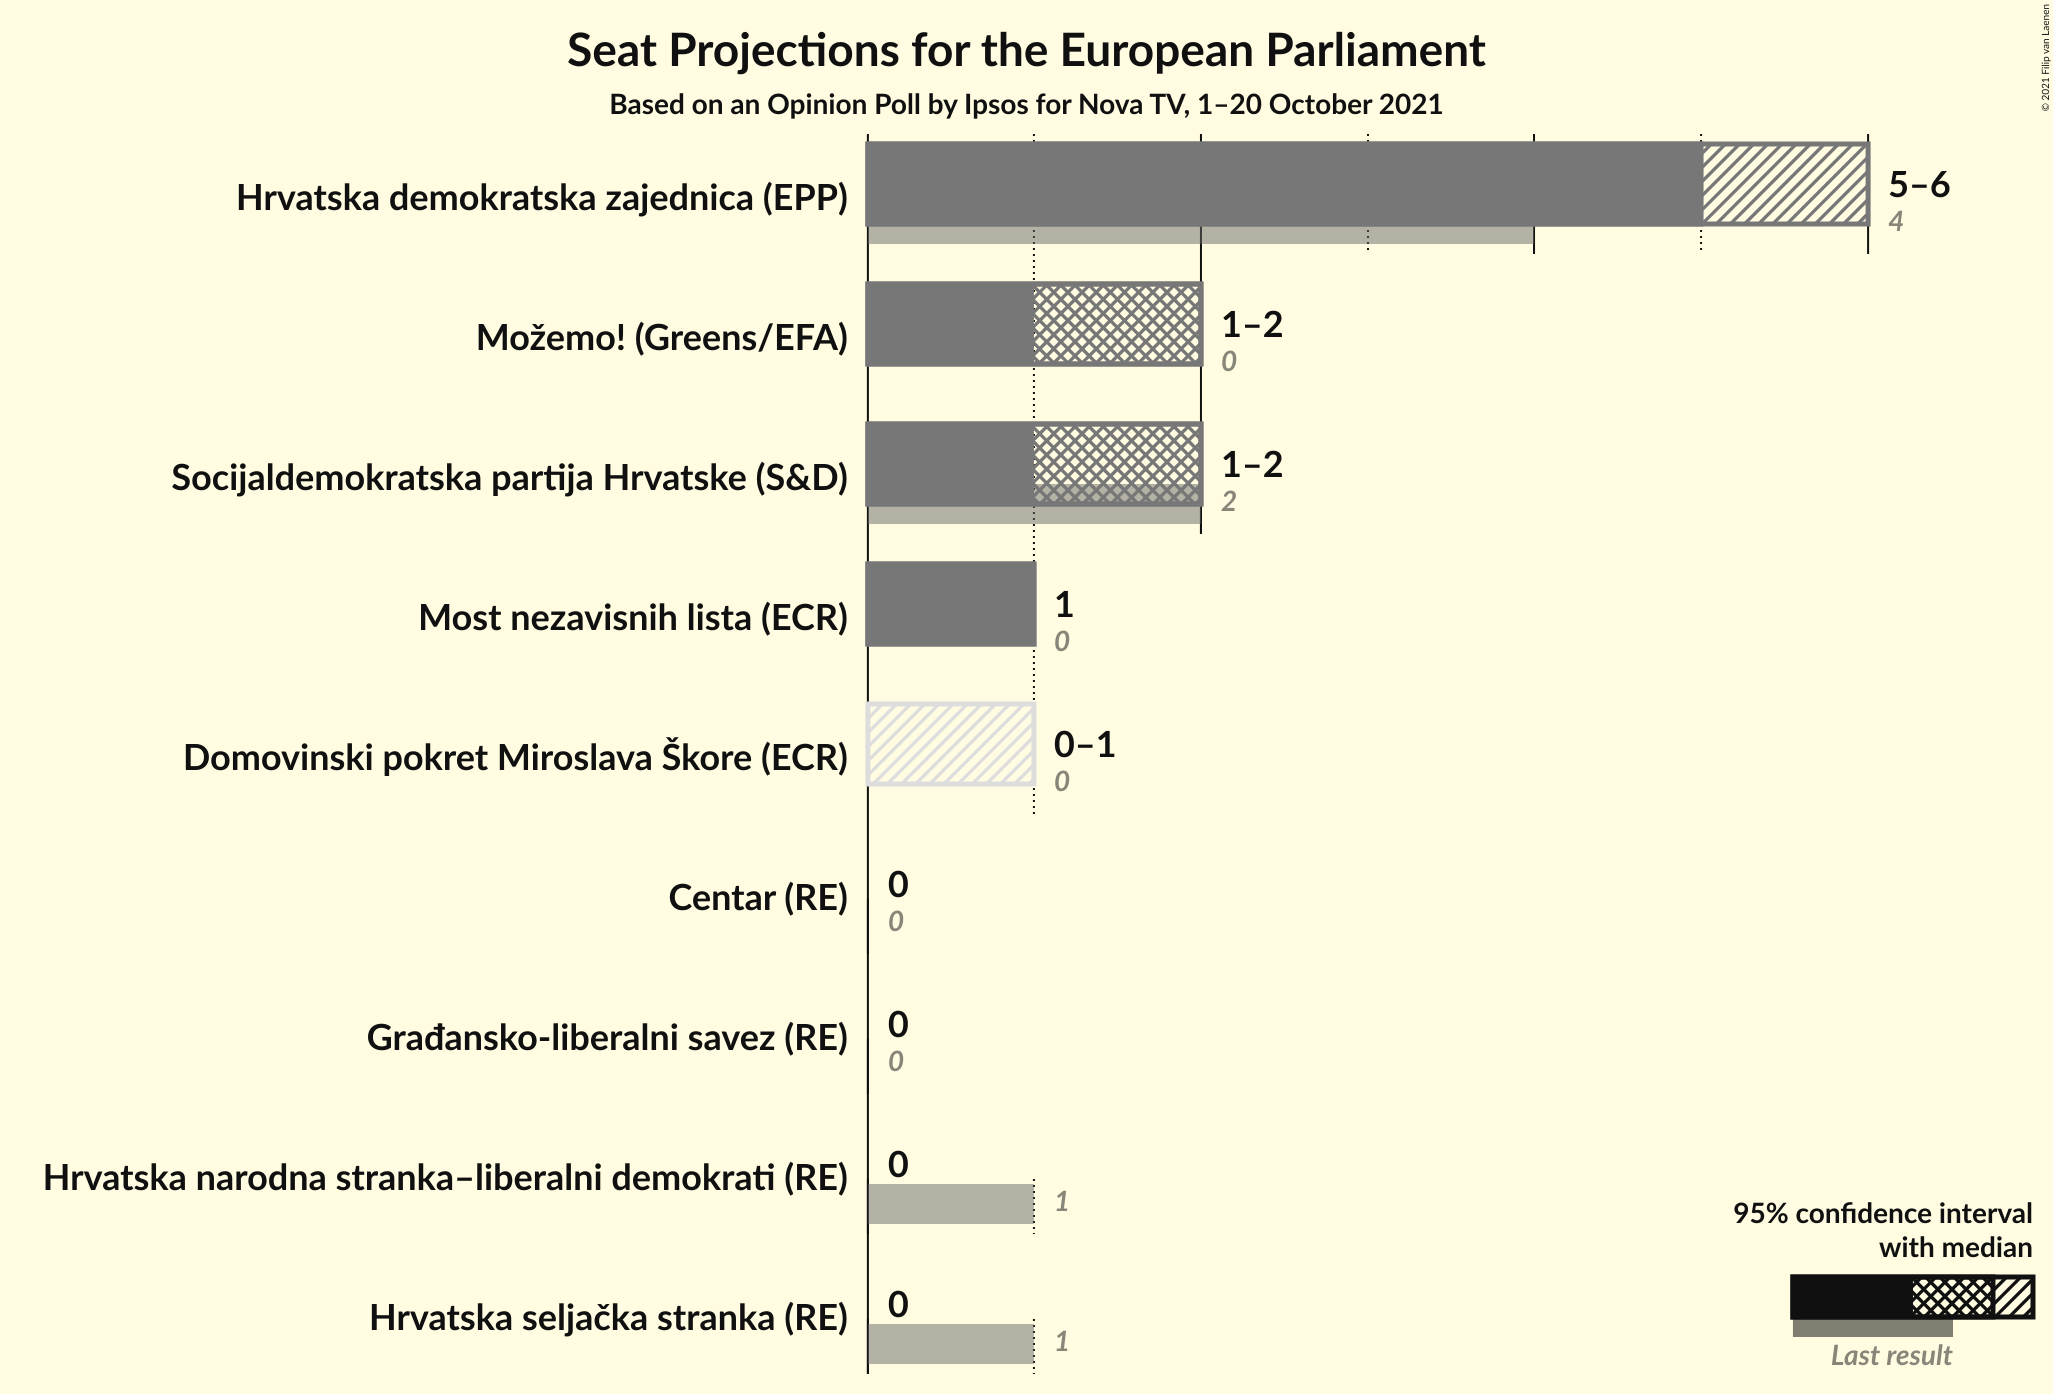 Seat Projections for the European Parliament
Based on an Opinion Poll by Ipsos for Nova TV, 1–20 October 2021
© 2021 Filip van Laenen
Hrvatska demokratska zajednica (EPP)
5–6
4
Možemo! (Greens/EFA)
1–2
0
Socijaldemokratska partija Hrvatske (S&D)
1–2
2
Most nezavisnih lista (ECR)
1
0
Domovinski pokret Miroslava Škore (ECR)
0–1
0
Centar (RE)
0
0
Građansko-liberalni savez (RE)
0
0
Hrvatska narodna stranka–liberalni demokrati (RE)
0
1
Hrvatska seljačka stranka (RE)
0
1
95% confidence interval
with median
Last result